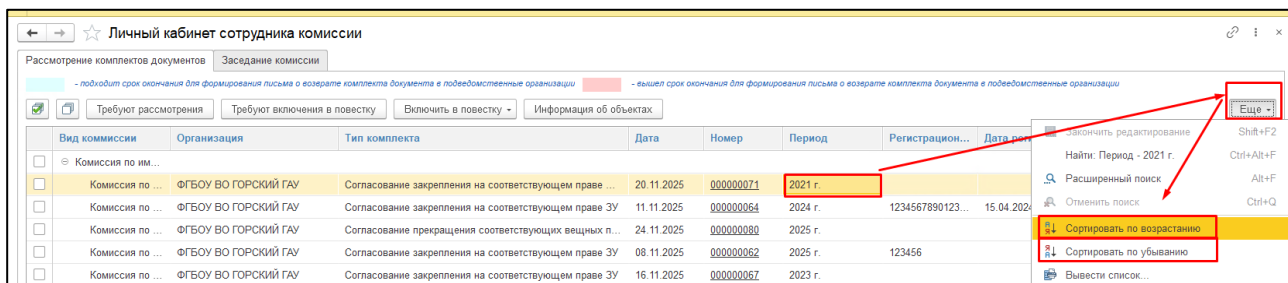 Личный кабинет сотрудника комиссии
Рассмотрение комплектов документов Заседание комиссии
- подходит срок окончания для формирования письма о возврате комплекта документа в подведомственные организации - вышел срок окончания для формирования письма о возврате комплекта документа в подведомственные организации
Требуют рассмотрения Требуют включения в повестку Включить в повестку Информация об объектах Еще
Вид комиссии Организация Тип комплекта Дата Номер Период Регистрацион... Дата рег
Закончить редактирование Shift+F2
Комиссия по им...
Найти: Период - 2021 г. Ctrl+Alt+F
Комиссия по ... ФГБОУ ВО ГОРСКИЙ ГАУ Согласование закрепления на соответствующем праве ... 20.11.2025 000000071 2021 г.
Расширенный поиск Alt+F
Комиссия по ... ФГБОУ ВО ГОРСКИЙ ГАУ Согласование закрепления на соответствующем праве ЗУ 11.11.2025 000000064 2024 г. 1234567890123... 15.04.2024
Отменить поиск Ctrl+Q
Комиссия по ... ФГБОУ ВО ГОРСКИЙ ГАУ Согласование прекращения соответствующих вещных п... 24.11.2025 000000080 2025 г.
Сортировать по возрастанию
Комиссия по ... ФГБОУ ВО ГОРСКИЙ ГАУ Согласование закрепления на соответствующем праве ЗУ 08.11.2025 000000062 2025 г. 123456
Сортировать по убыванию
Комиссия по ... ФГБОУ ВО ГОРСКИЙ ГАУ Согласование закрепления на соответствующем праве ЗУ 16.11.2025 000000067 2023 г.
Вывести список...